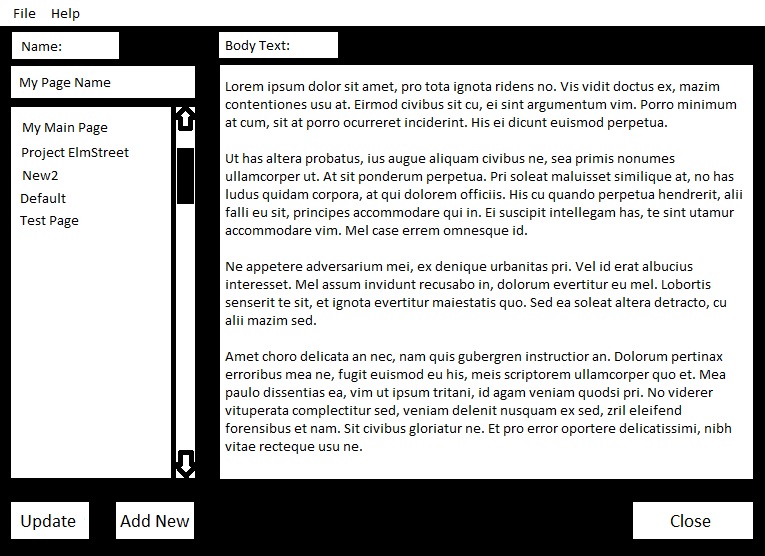 File Help
Name:
My Page Name
My Main Page
Project ElmStreet
New2
Default
Test Page
Body Text:
Lorem ipsum dolor sit amet, pro tota ignota ridens no. Vis vidit doctus ex, mazim
contentiones usu at. Eirmod civibus sit cu, ei sint argumentum vim. Porro minimum
at cum, sit at porro ocurreret inciderint. His ei dicunt euismod perpetua.
Ut has altera probatus, ius augue aliquam civibus ne, sea primis nonumes
ullamcorper ut. At sit ponderum perpetua. Pri soleat maluisset similique at, no has
ludus quidam corpora, at qui dolorem officiis. His cu quando perpetua hendrerit, alii
falli eu sit, principes accommodare qui in. Ei suscipit intellegam has, te sint utamur
accommodare vim. Mel case errem omnesque id.
Ne appetere adversarium mei, ex denique urbanitas pri. Vel id erat albucius
interesset. Mel assum invidunt recusabo in, dolorum evertitur eu mel. Lobortis
senserit te sit, et ignota evertitur maiestatis quo. Sed ea soleat altera detracto, cu
alii mazim sed.
Amet choro delicata an nec, nam quis gubergren instructior an. Dolorum pertinax
erroribus mea ne, fugit euismod eu his, meis scriptorem ullamcorper quo et. Mea
paulo dissentias ea, vim ut ipsum tritani, id agam veniam quodsi pri. No viderer
vituperata complectitur sed, veniam delenit nusquam ex sed, zril eleifend
forensibus et nam. Sit civibus gloriatur ne. Et pro error oportere delicatissimi, nibh
vitae recteque usu ne.
Update
Add New
Close